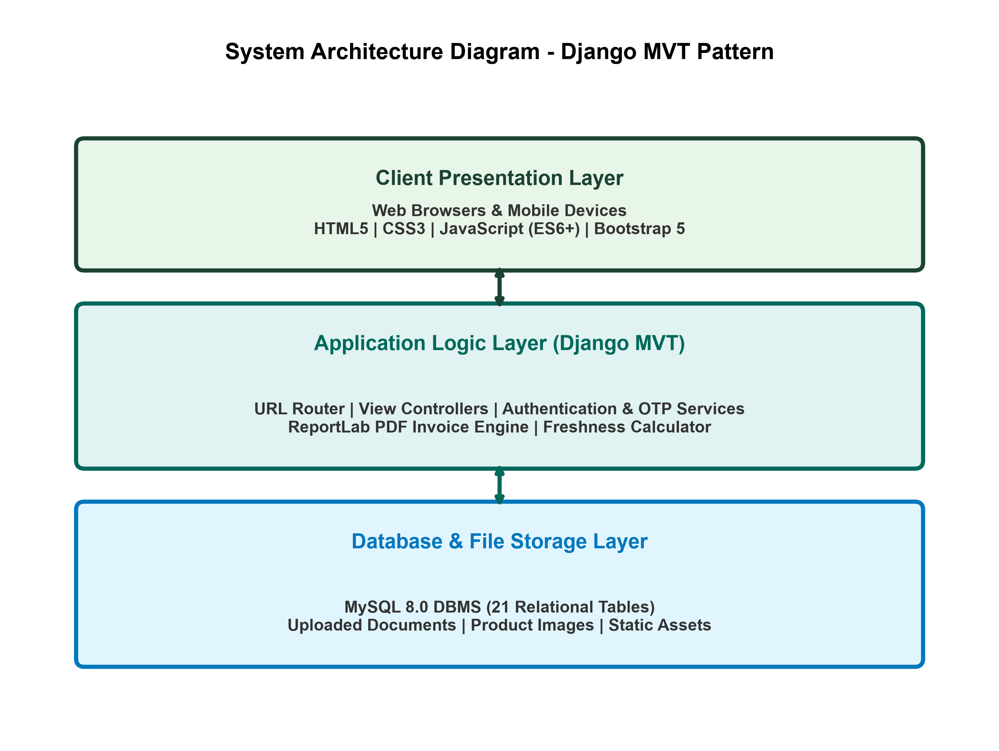 System Architecture Diagram - Django MVT Pattern
Client Presentation Layer
Web Browsers & Mobile Devices
HTML5 | CSS3 | JavaScript (ES6+) | Bootstrap 5
Application Logic Layer (Django MVT)
URL Router | View Controllers | Authentication & OTP Services
ReportLab PDF Invoice Engine | Freshness Calculator
Database & File Storage Layer
MySQL 8.0 DBMS (21 Relational Tables)
Uploaded Documents | Product Images | Static Assets